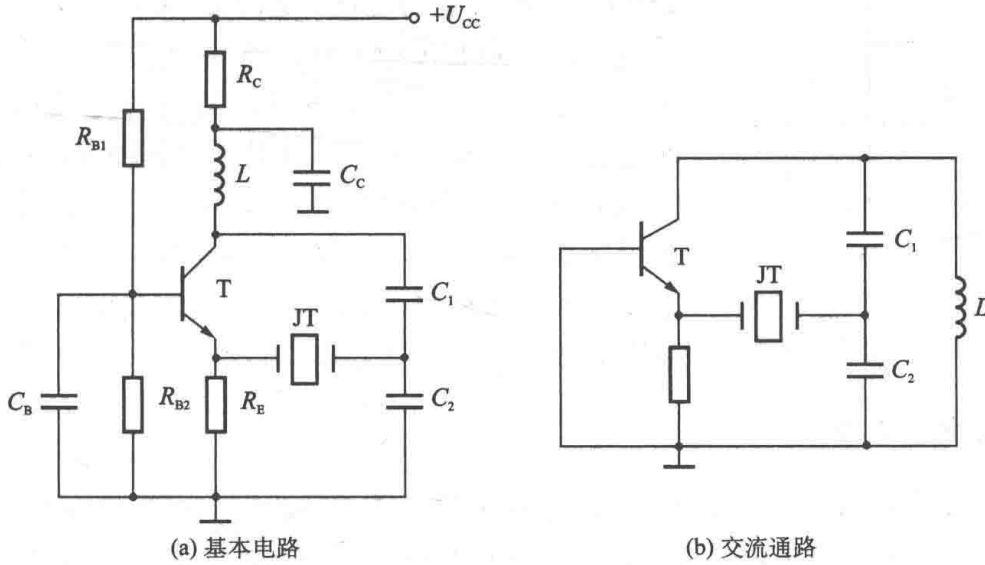 +U_CC
R_C
R_B1
L
C_C
T
C_1
JT
C_B
R_B2
R_E
C_2
(a) 基本电路
T
JT
C_1
L
C_2
(b) 交流通路